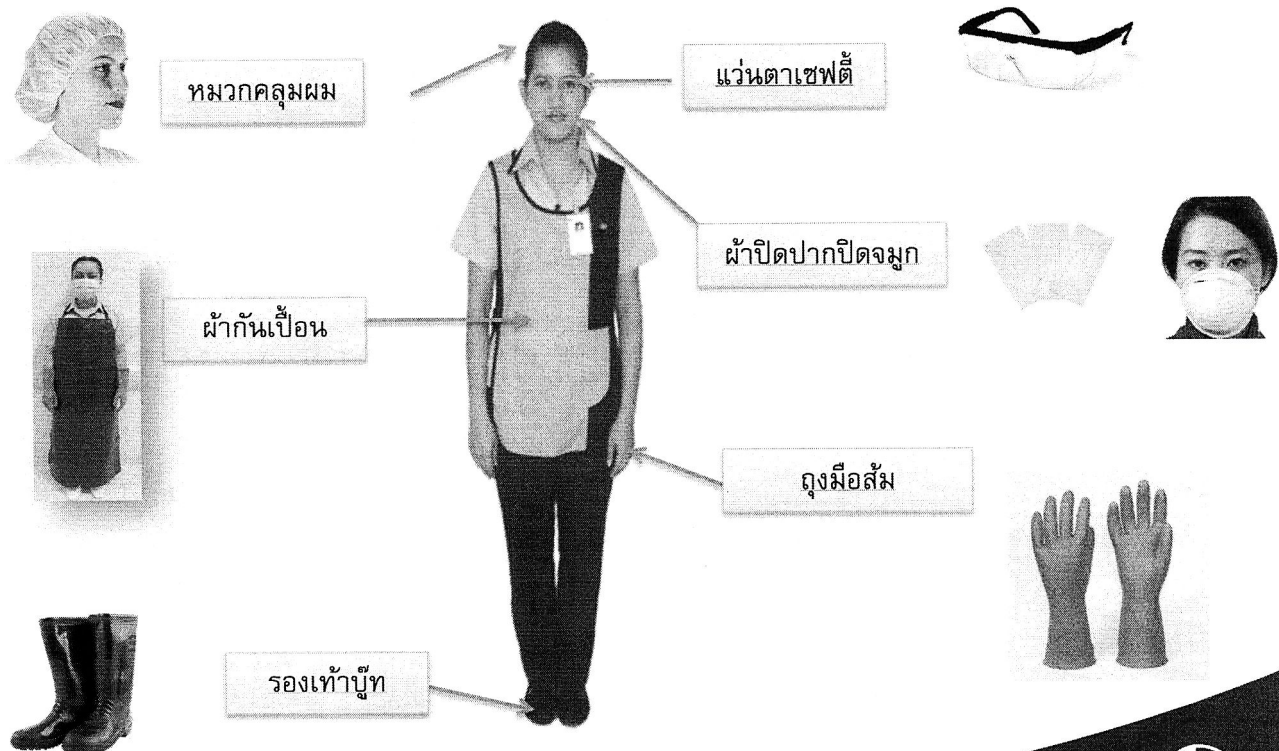 หมวกคลุมผม
แว่นตาเซฟตี้
ผ้าปิดปากปิดจมูก
ผ้ากันเปื้อน
ถุงมือส้ม
รองเท้าบู๊ท